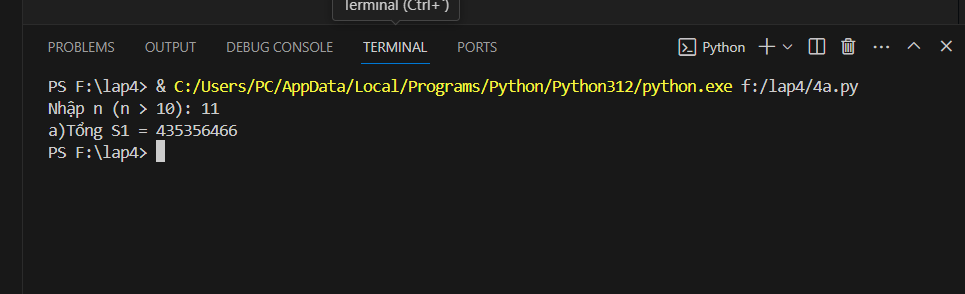 Terminal (Ctrl+`)
PROBLEMS OUTPUT DEBUG CONSOLE TERMINAL PORTS Python
PS F:\lap4> & C:/Users/PC/AppData/Local/Programs/Python/Python312/python.exe f:/lap4/4a.py
Nhập n (n > 10): 11
a)Tổng S1 = 435356466
PS F:\lap4>